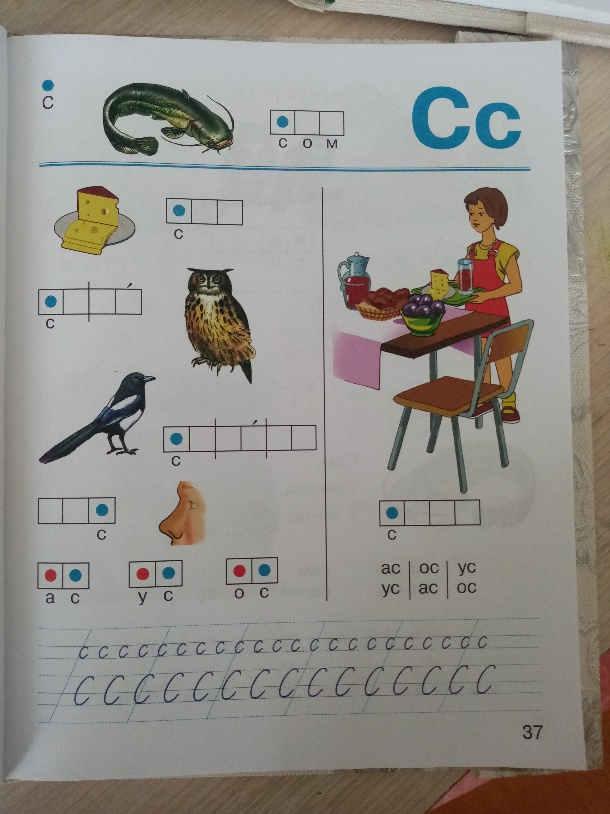 с
Сс
с о м
с
с
с
с
с
а с
у с
о с
ас | ос | ус
ус | ас | ос
с с с с с с с с с с с с с с с с с с с с с с
С С С С С С С С С С С С С С С
37